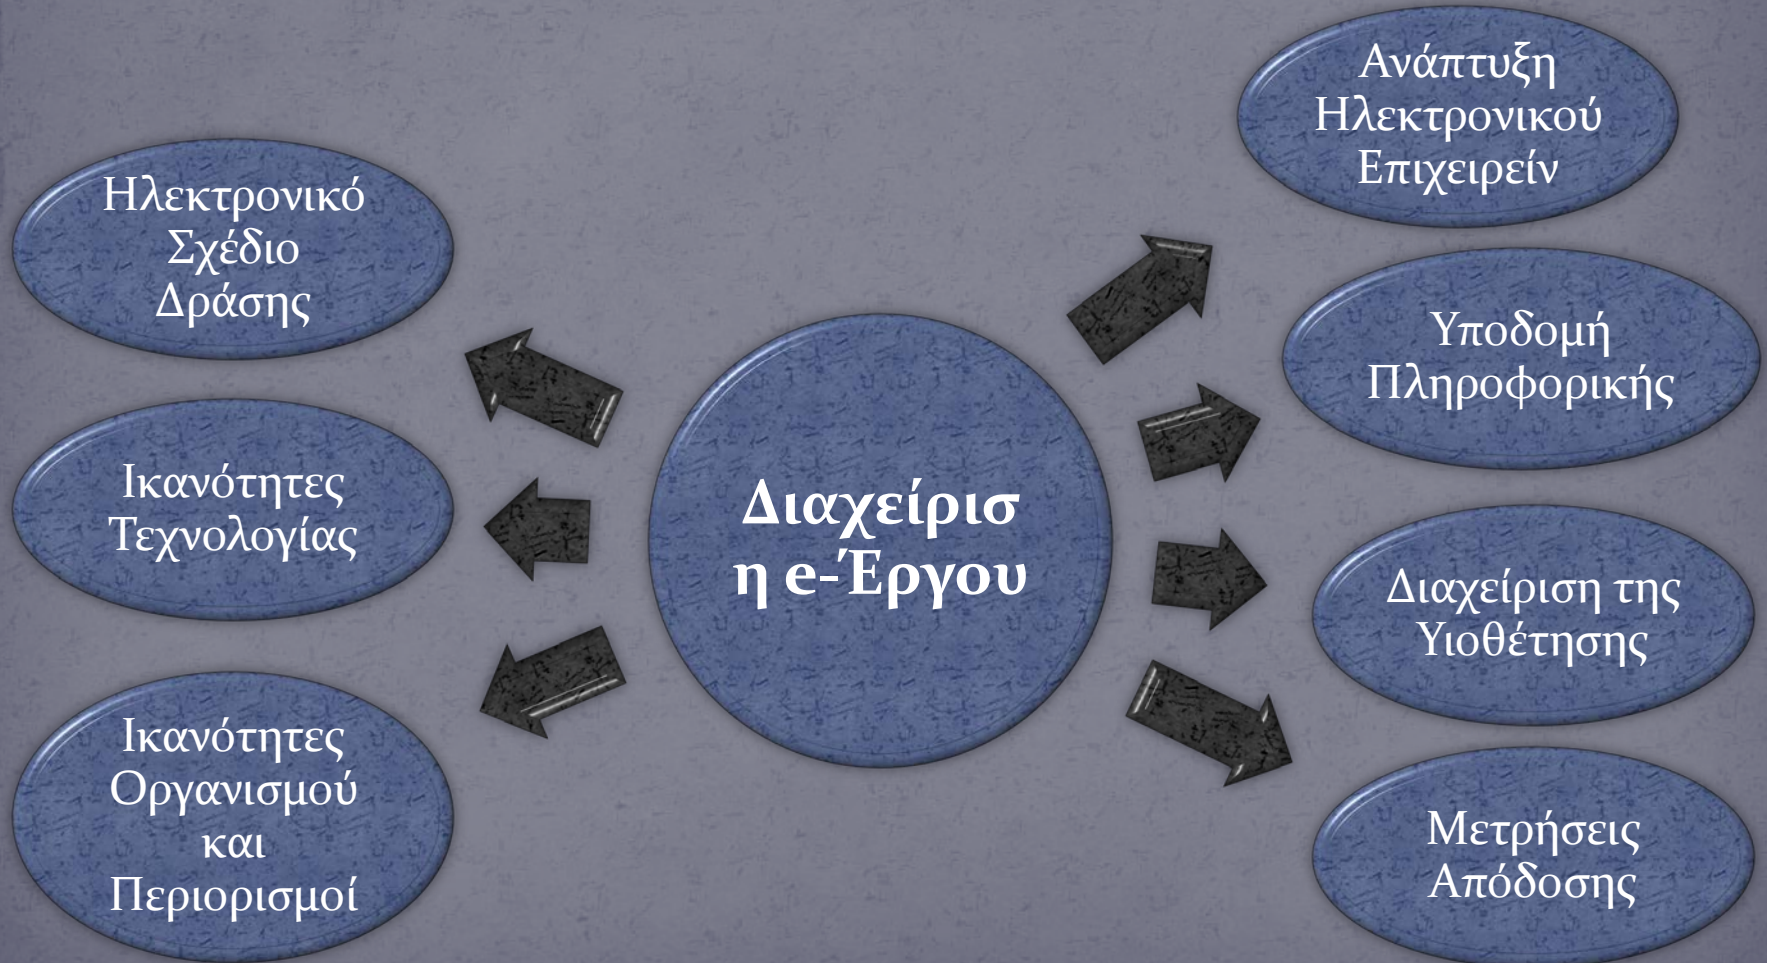 Ηλεκτρονικό
Σχέδιο
Δράσης
Ικανότητες
Τεχνολογίας
Ικανότητες
Οργανισμού
και
Περιορισμοί
Διαχείρισ
η e-Έργου
Ανάπτυξη
Ηλεκτρονικού
Επιχειρείν
Υποδομή
Πληροφορικής
Διαχείριση της
Υιοθέτησης
Μετρήσεις
Απόδοσης